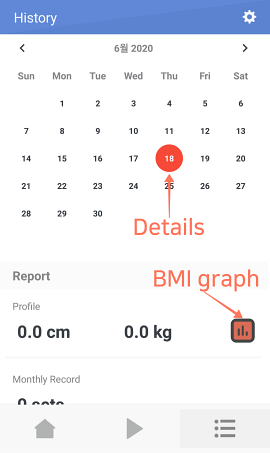 History
6월 2020
Sun Mon Tue Wed Thu Fri Sat
1 2 3 4 5 6
7 8 9 10 11 12 13
14 15 16 17 18 19 20
21 22 23 24 25 26 27
28 29 30
Details
Report
BMI graph
Profile
0.0 cm 0.0 kg
Monthly Record
0 sets